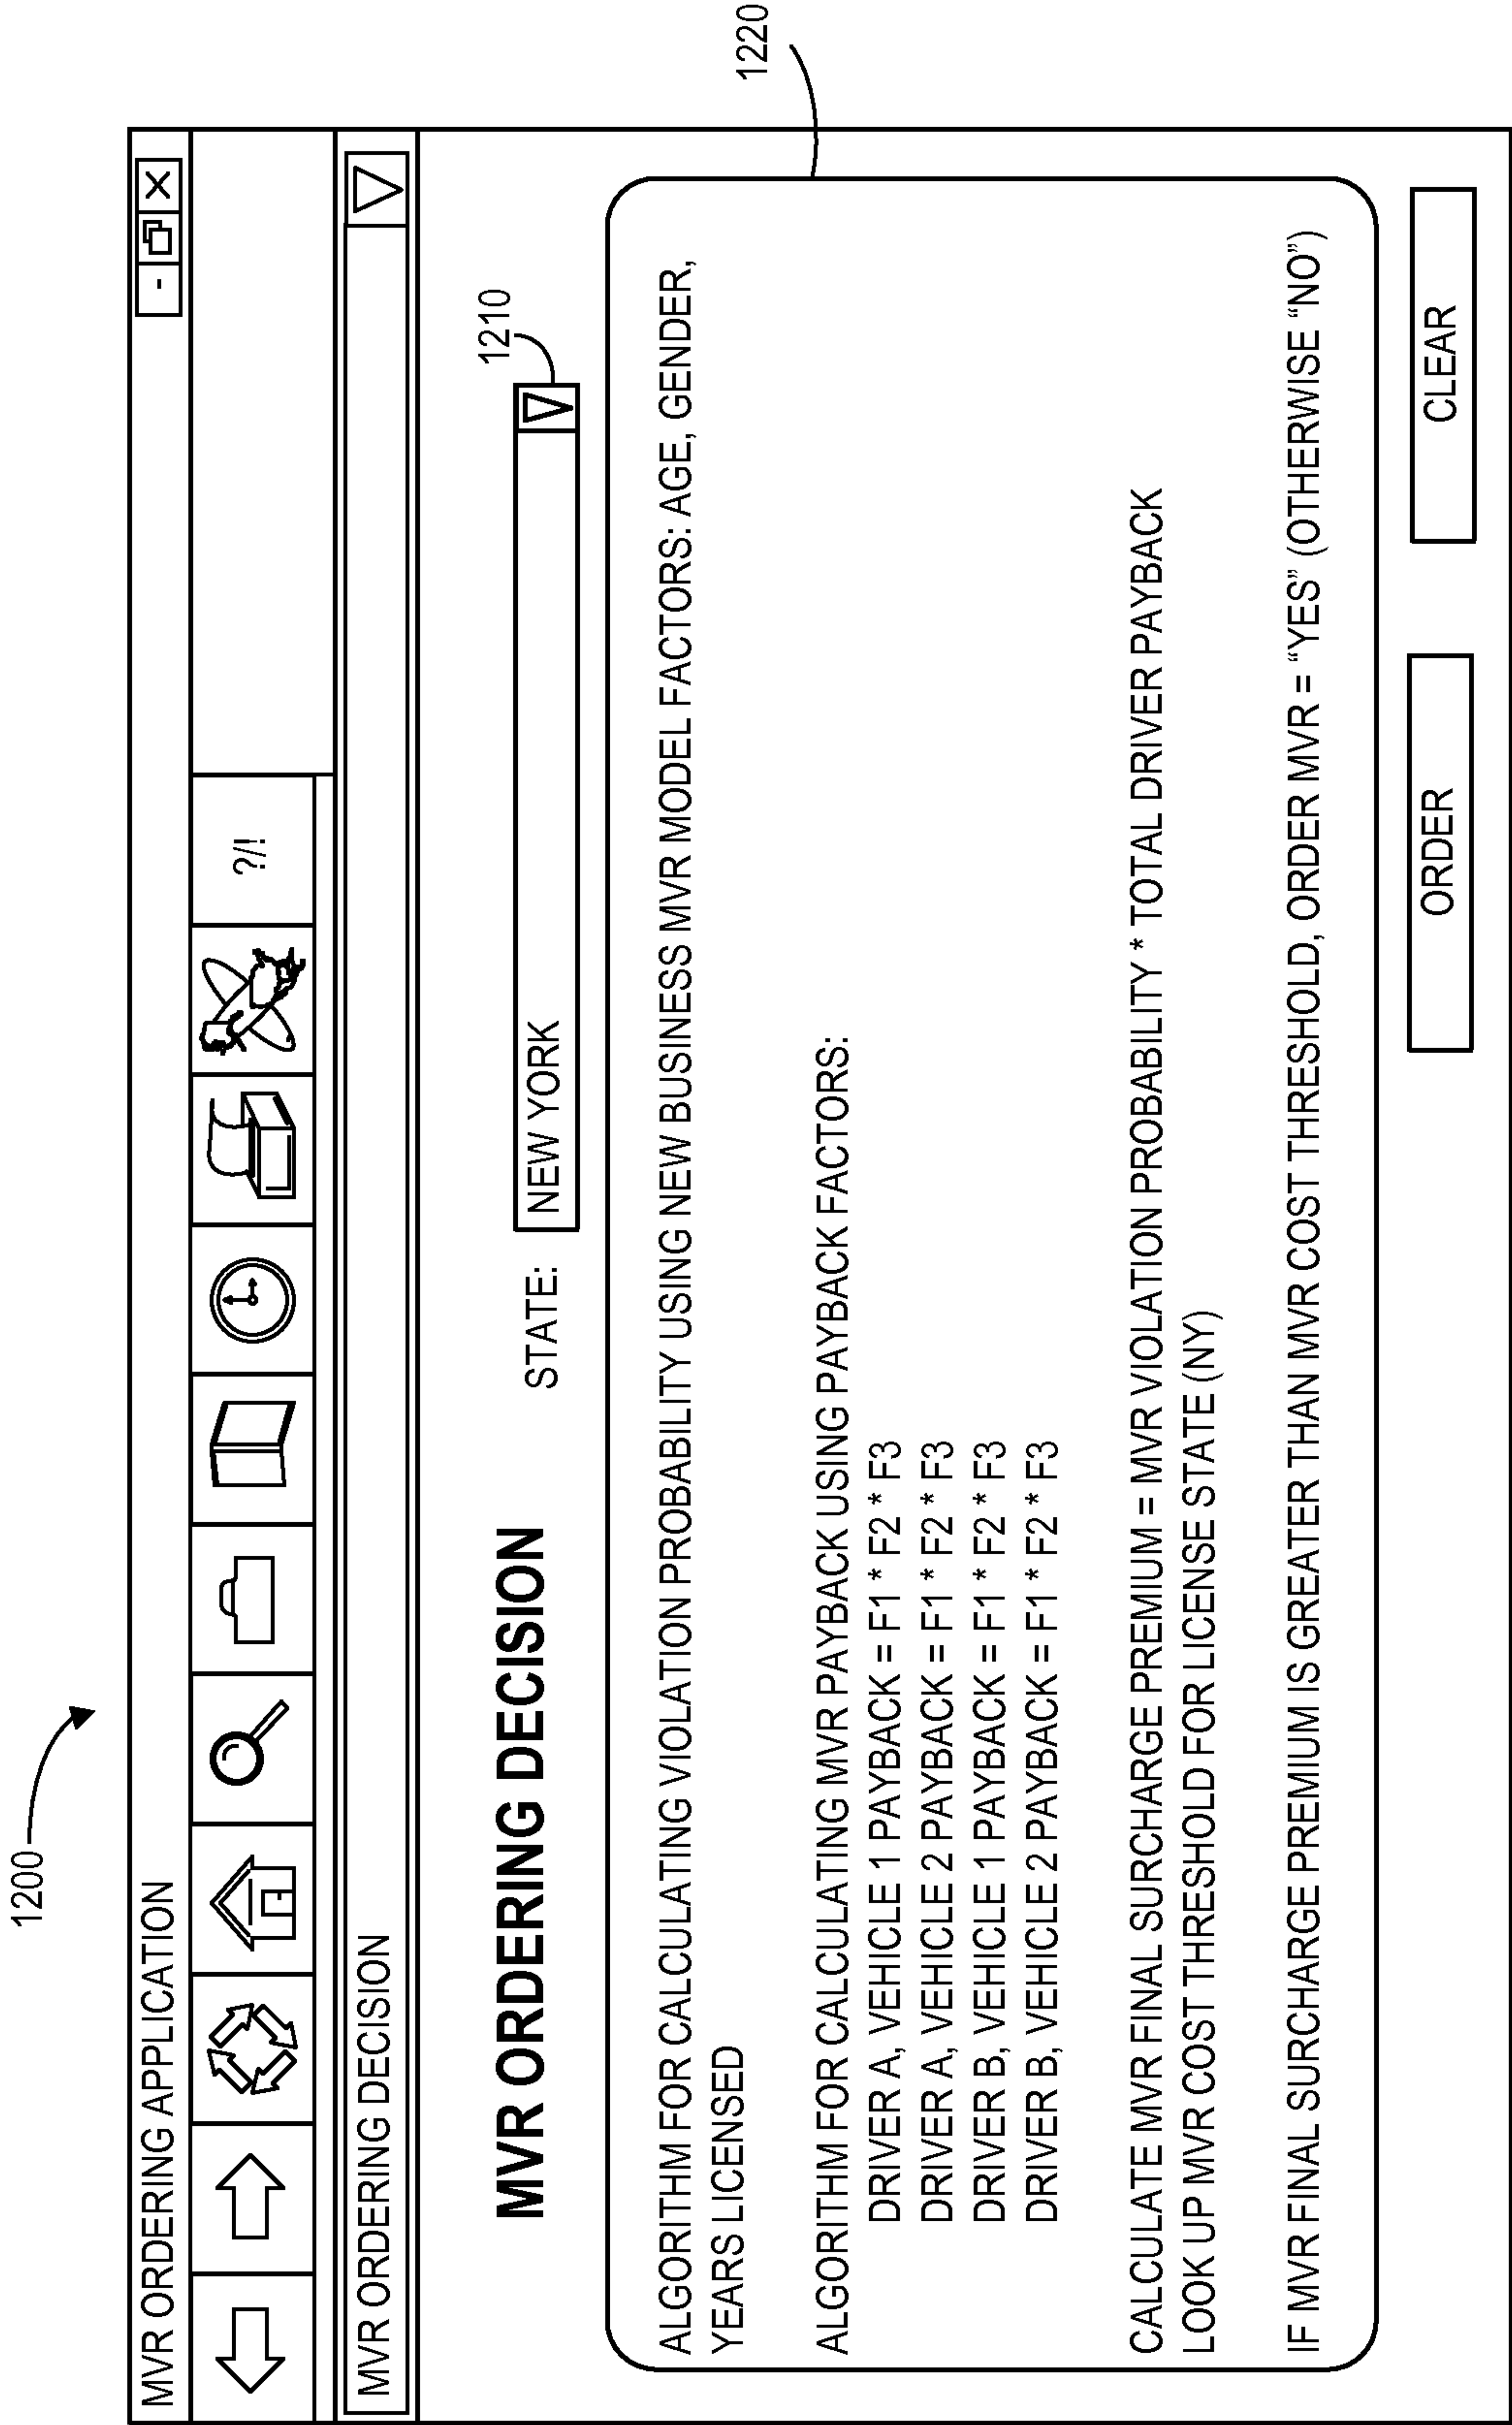 1200
MVR ORDERING APPLICATION
- X
?/!
MVR ORDERING DECISION
MVR ORDERING DECISION
STATE: NEW YORK
1210
1220
ALGORITHM FOR CALCULATING VIOLATION PROBABILITY USING NEW BUSINESS MVR MODEL FACTORS: AGE, GENDER,
YEARS LICENSED
ALGORITHM FOR CALCULATING MVR PAYBACK USING PAYBACK FACTORS:
DRIVER A, VEHICLE 1 PAYBACK = F1 * F2 * F3
DRIVER A, VEHICLE 2 PAYBACK = F1 * F2 * F3
DRIVER B, VEHICLE 1 PAYBACK = F1 * F2 * F3
DRIVER B, VEHICLE 2 PAYBACK = F1 * F2 * F3
CALCULATE MVR FINAL SURCHARGE PREMIUM = MVR VIOLATION PROBABILITY * TOTAL DRIVER PAYBACK
LOOK UP MVR COST THRESHOLD FOR LICENSE STATE (NY)
IF MVR FINAL SURCHARGE PREMIUM IS GREATER THAN MVR COST THRESHOLD, ORDER MVR = “YES” (OTHERWISE “NO”)
ORDER
CLEAR